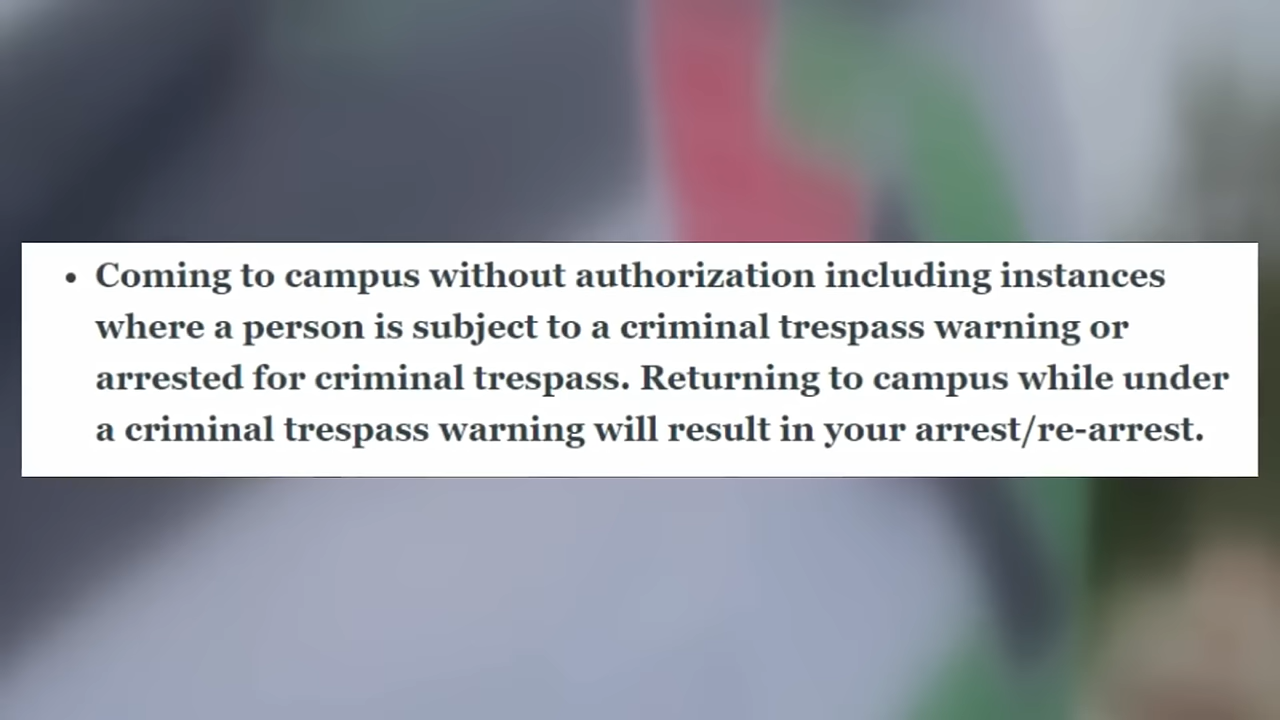 • Coming to campus without authorization including instances
where a person is subject to a criminal trespass warning or
arrested for criminal trespass. Returning to campus while under
a criminal trespass warning will result in your arrest/re-arrest.